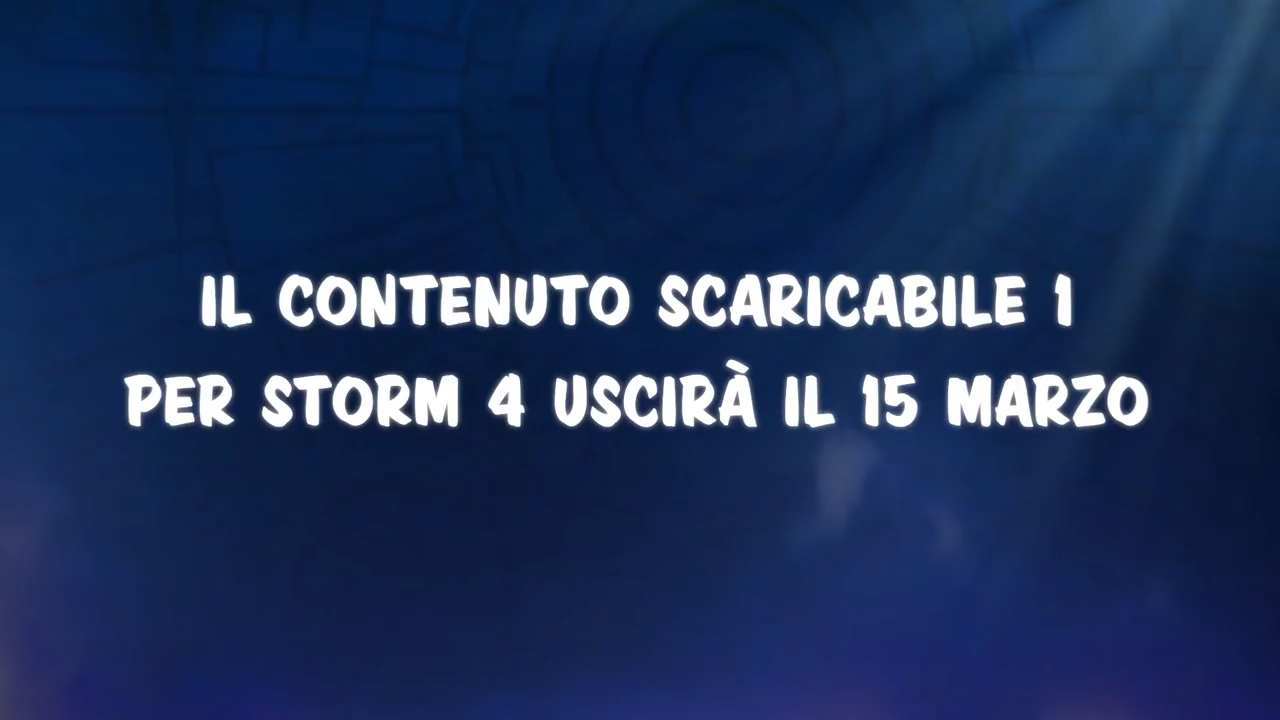 IL CONTENUTO SCARICABILE 1
PER STORM 4 USCIRÀ IL 15 MARZO